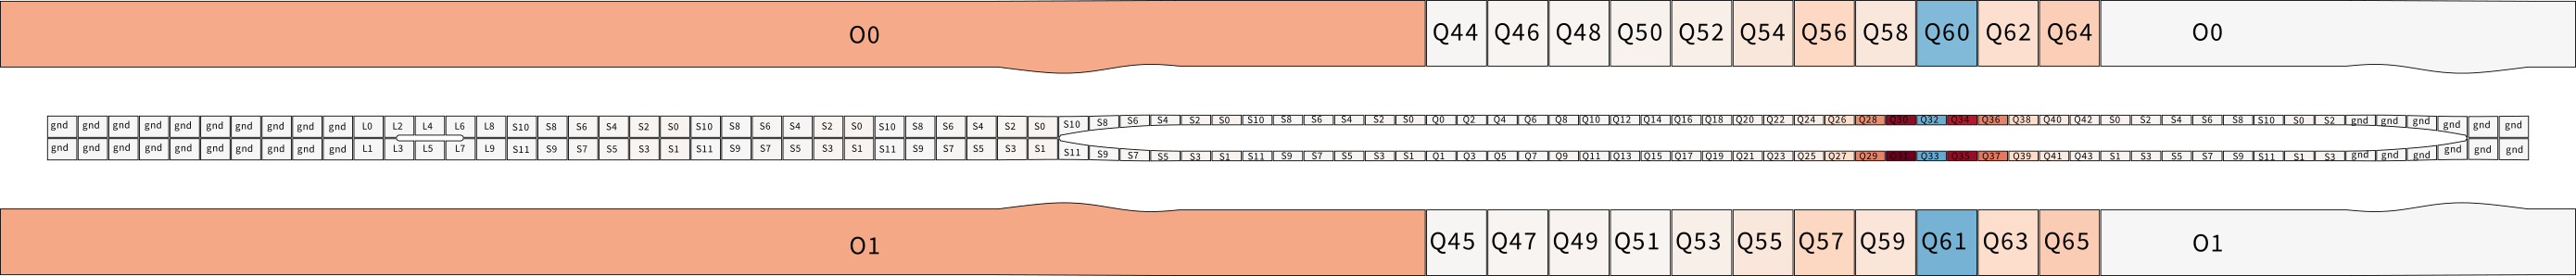 O0 Q44 Q46 Q48 Q50 Q52 Q54 Q56 Q58 Q60 Q62 Q64 O0
gnd gnd gnd gnd gnd gnd gnd gnd gnd gnd L0 L2 L4 L6 L8 S10 S8 S6 S4 S2 S0 S10 S8 S6 S4 S2 S0 S10 S8 S6 S4 S2 S0 S10 S8 S6 S4 S2 S0 S10 S8 S6 S4 S2 S0 Q0 Q2 Q4 Q6 Q8 Q10 Q12 Q14 Q16 Q18 Q20 Q22 Q24 Q26 Q28 Q30 Q32 Q34 Q36 Q38 Q40 Q42 S0 S2 S4 S6 S8 S10 S0 S2 gnd gnd gnd gnd gnd gnd
gnd gnd gnd gnd gnd gnd gnd gnd gnd gnd L1 L3 L5 L7 L9 S11 S9 S7 S5 S3 S1 S11 S9 S7 S5 S3 S1 S11 S9 S7 S5 S3 S1 S11 S9 S7 S5 S3 S1 S11 S9 S7 S5 S3 S1 Q1 Q3 Q5 Q7 Q9 Q11 Q13 Q15 Q17 Q19 Q21 Q23 Q25 Q27 Q29 Q31 Q33 Q35 Q37 Q39 Q41 Q43 S1 S3 S5 S7 S9 S11 S1 S3 gnd gnd gnd gnd gnd gnd
O1 Q45 Q47 Q49 Q51 Q53 Q55 Q57 Q59 Q61 Q63 Q65 O1